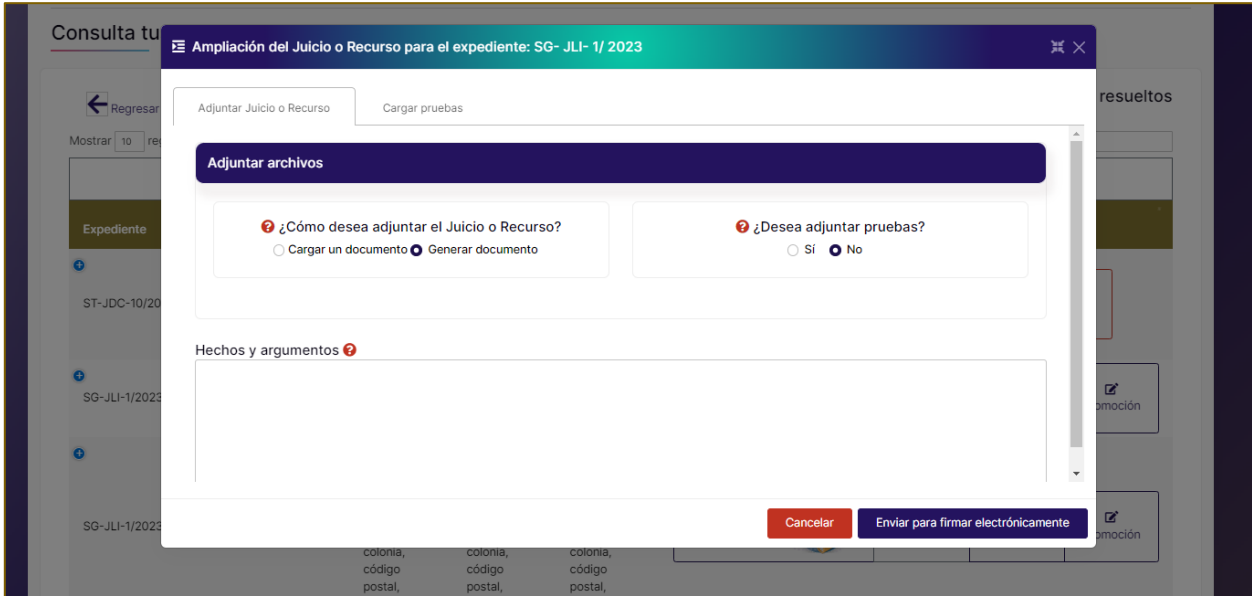 Consulta tu
Ampliación del Juicio o Recurso para el expediente: SG- JLI- 1/ 2023
Regresar
resueltos
Adjuntar Juicio o Recurso
Cargar pruebas
Mostrar 10
Adjuntar archivos
Expediente
¿Cómo desea adjuntar el Juicio o Recurso?
Cargar un documento Generar documento
¿Desea adjuntar pruebas?
Sí No
ST-JDC-10/20
Hechos y argumentos
SG-JLI-1/2023
omoción
SG-JLI-1/2023
omoción
Cancelar
Enviar para firmar electrónicamente
colonia, colonia, colonia,
código código código
postal, postal, postal,